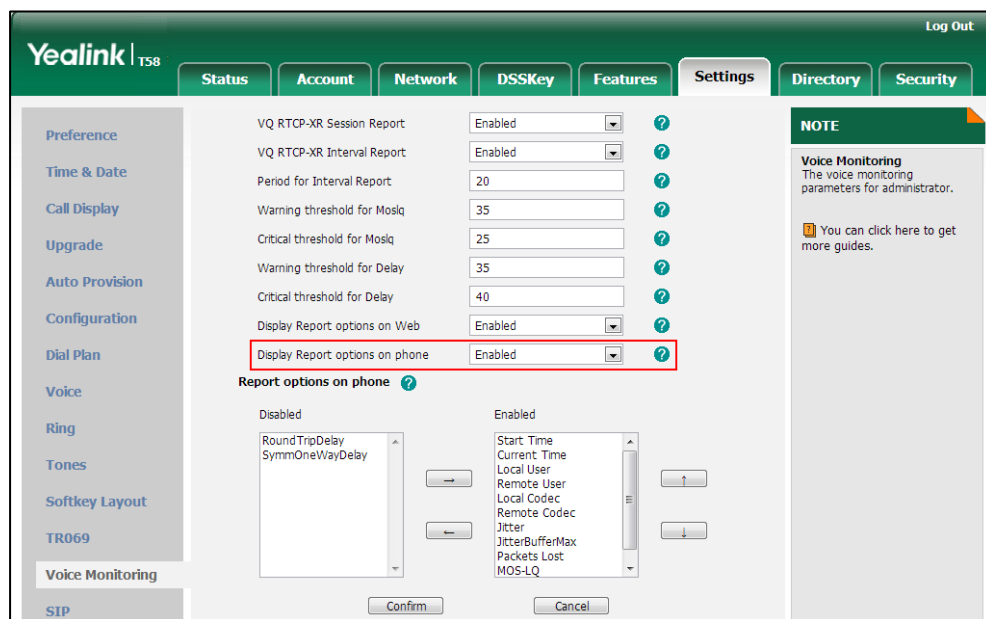 Log Out
Yealink | T58
Status Account Network DSSKey Features Settings Directory Security
Preference
Time & Date
Call Display
Upgrade
Auto Provision
Configuration
Dial Plan
Voice
Ring
Tones
Softkey Layout
TR069
Voice Monitoring
SIP
VQ RTCP-XR Session Report Enabled ?
VQ RTCP-XR Interval Report Enabled ?
Period for Interval Report 20 ?
Warning threshold for Moslq 35 ?
Critical threshold for Moslq 25 ?
Warning threshold for Delay 35 ?
Critical threshold for Delay 40 ?
Display Report options on Web Enabled ?
Display Report options on phone Enabled ?
Report options on phone ?
Disabled
RoundTripDelay
SymmOneWayDelay
→
←
Enabled
Start Time
Current Time
Local User
Remote User
Local Codec
Remote Codec
Jitter
JitterBufferMax
Packets Lost
MOS-LQ
↑
↓
Confirm Cancel
NOTE
Voice Monitoring
The voice monitoring
parameters for administrator.
? You can click here to get
more guides.